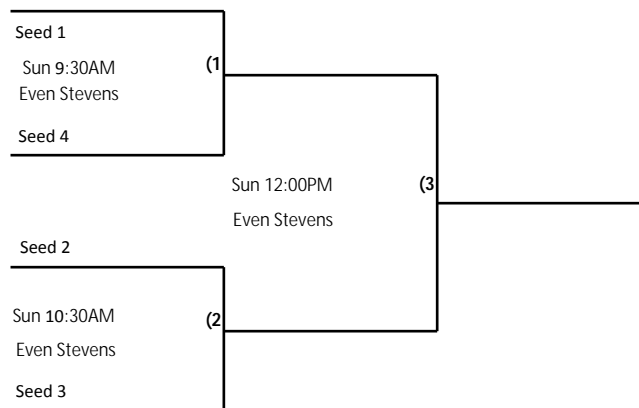 Seed 1
Sun 9:30AM
(1
Even Stevens
Seed 4
Sun 12:00PM
(3
Even Stevens
Seed 2
Sun 10:30AM
(2
Even Stevens
Seed 3